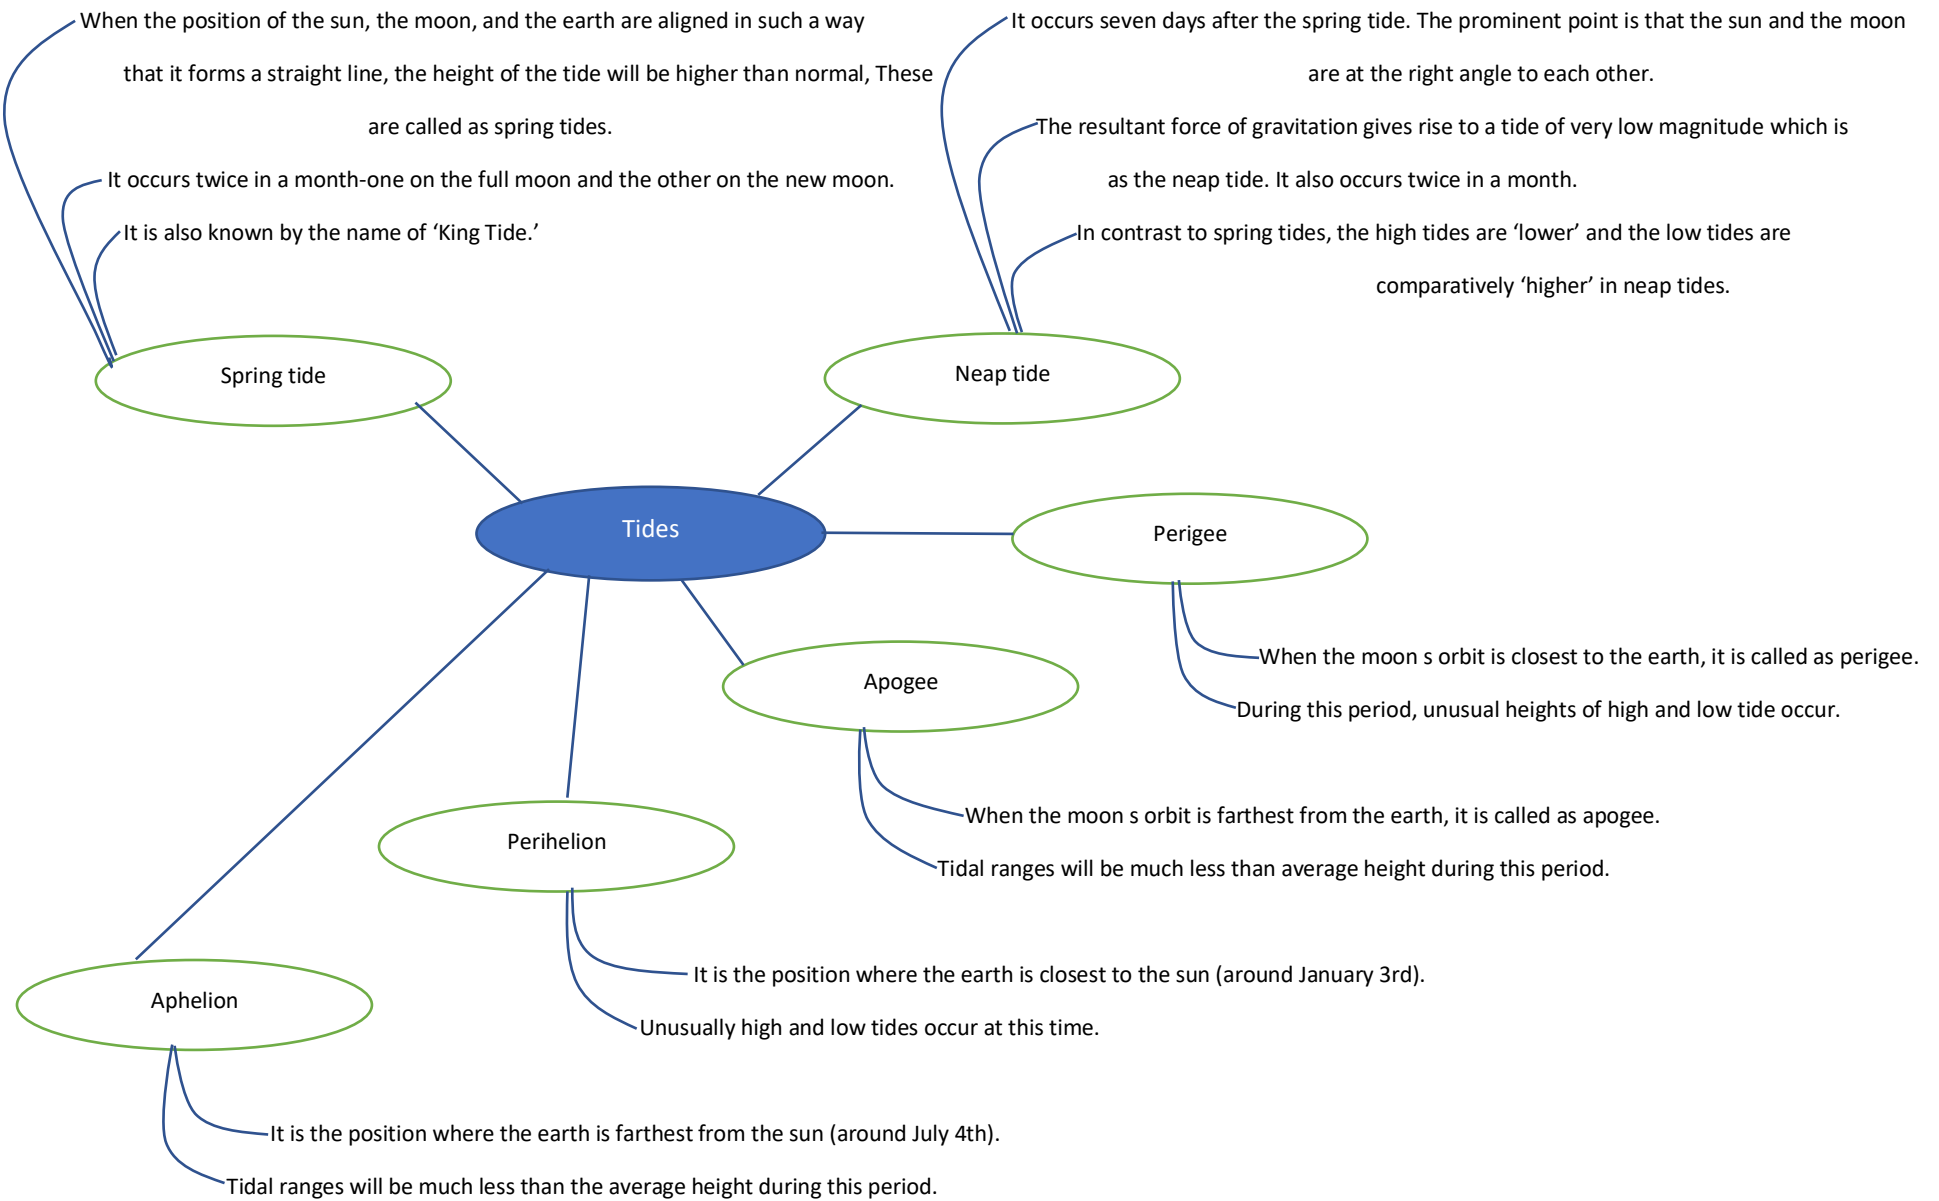 When the position of the sun, the moon, and the earth are aligned in such a way
that it forms a straight line, the height of the tide will be higher than normal, These
are called as spring tides.
It occurs twice in a month-one on the full moon and the other on the new moon.
It is also known by the name of ‘King Tide.’
Spring tide
It occurs seven days after the spring tide. The prominent point is that the sun and the moon
are at the right angle to each other.
The resultant force of gravitation gives rise to a tide of very low magnitude which is
as the neap tide. It also occurs twice in a month.
In contrast to spring tides, the high tides are ‘lower’ and the low tides are
comparatively ‘higher’ in neap tides.
Neap tide
Tides
Perigee
When the moon s orbit is closest to the earth, it is called as perigee.
During this period, unusual heights of high and low tide occur.
Apogee
When the moon s orbit is farthest from the earth, it is called as apogee.
Tidal ranges will be much less than average height during this period.
Perihelion
It is the position where the earth is closest to the sun (around January 3rd).
Unusually high and low tides occur at this time.
Aphelion
It is the position where the earth is farthest from the sun (around July 4th).
Tidal ranges will be much less than the average height during this period.